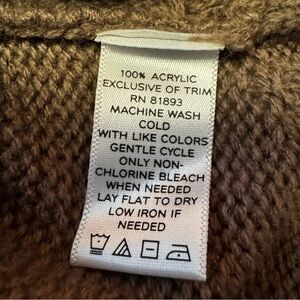 100% ACRYLIC
EXCLUSIVE OF TRIM
RN 81893
MACHINE WASH
COLD
WITH LIKE COLORS
GENTLE CYCLE
ONLY NON-
CHLORINE BLEACH
WHEN NEEDED
LAY FLAT TO DRY
LOW IRON IF
NEEDED